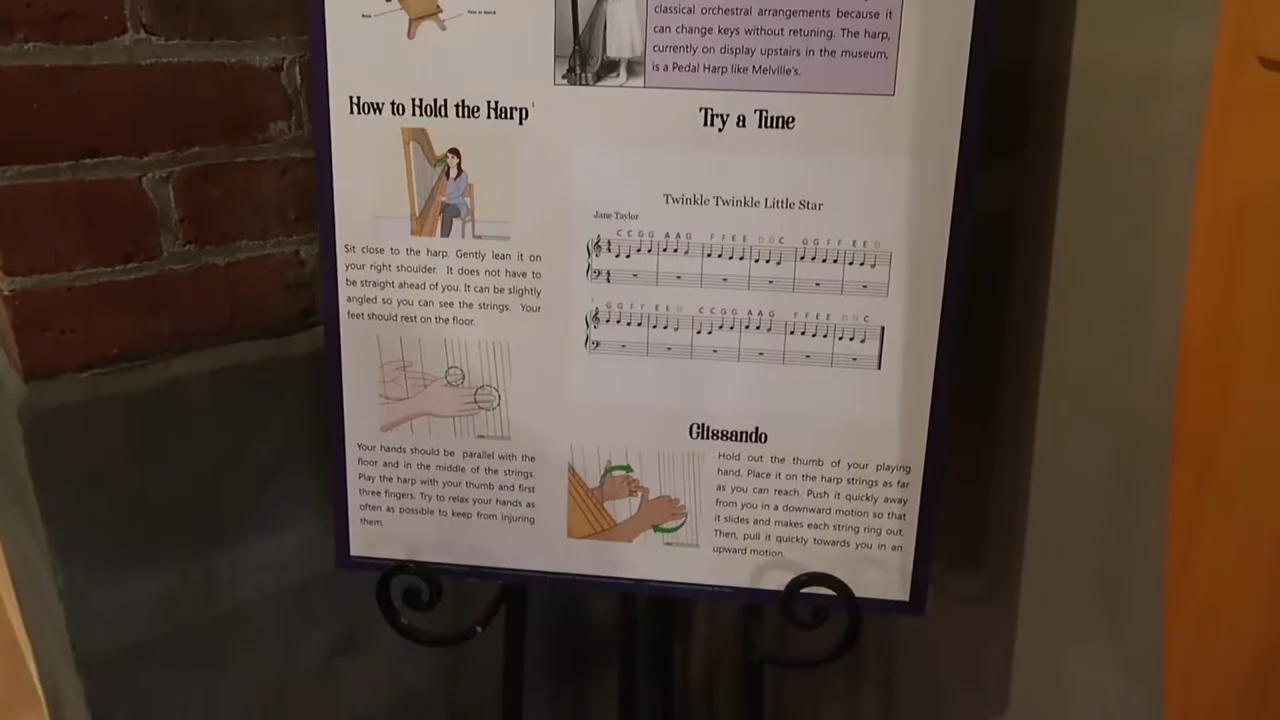 classical orchestral arrangements because it
can change keys without retuning. The harp,
currently on display upstairs in the museum,
is a Pedal Harp like Melville's.
How to Hold the Harp
Sit close to the harp. Gently lean it on
your right shoulder. It does not have to
be straight ahead of you. It can be slightly
angled so you can see the strings. Your
feet should rest on the floor.
Your hands should be parallel with the
floor and in the middle of the strings.
Play the harp with your thumb and first
three fingers. Try to relax your hands as
often as possible to keep from injuring
them.
Try a Tune
Twinkle Twinkle Little Star
Jane Taylor
C C G G A A G F F E E D D C G G F F E E D
G G F F E E D C C G G A A G F F E E D D C
Glissando
Hold out the thumb of your playing
hand. Place it on the harp strings as far
as you can reach. Push it quickly away
from you in a downward motion so that
it slides and makes each string ring out.
Then, pull it quickly towards you in an
upward motion.